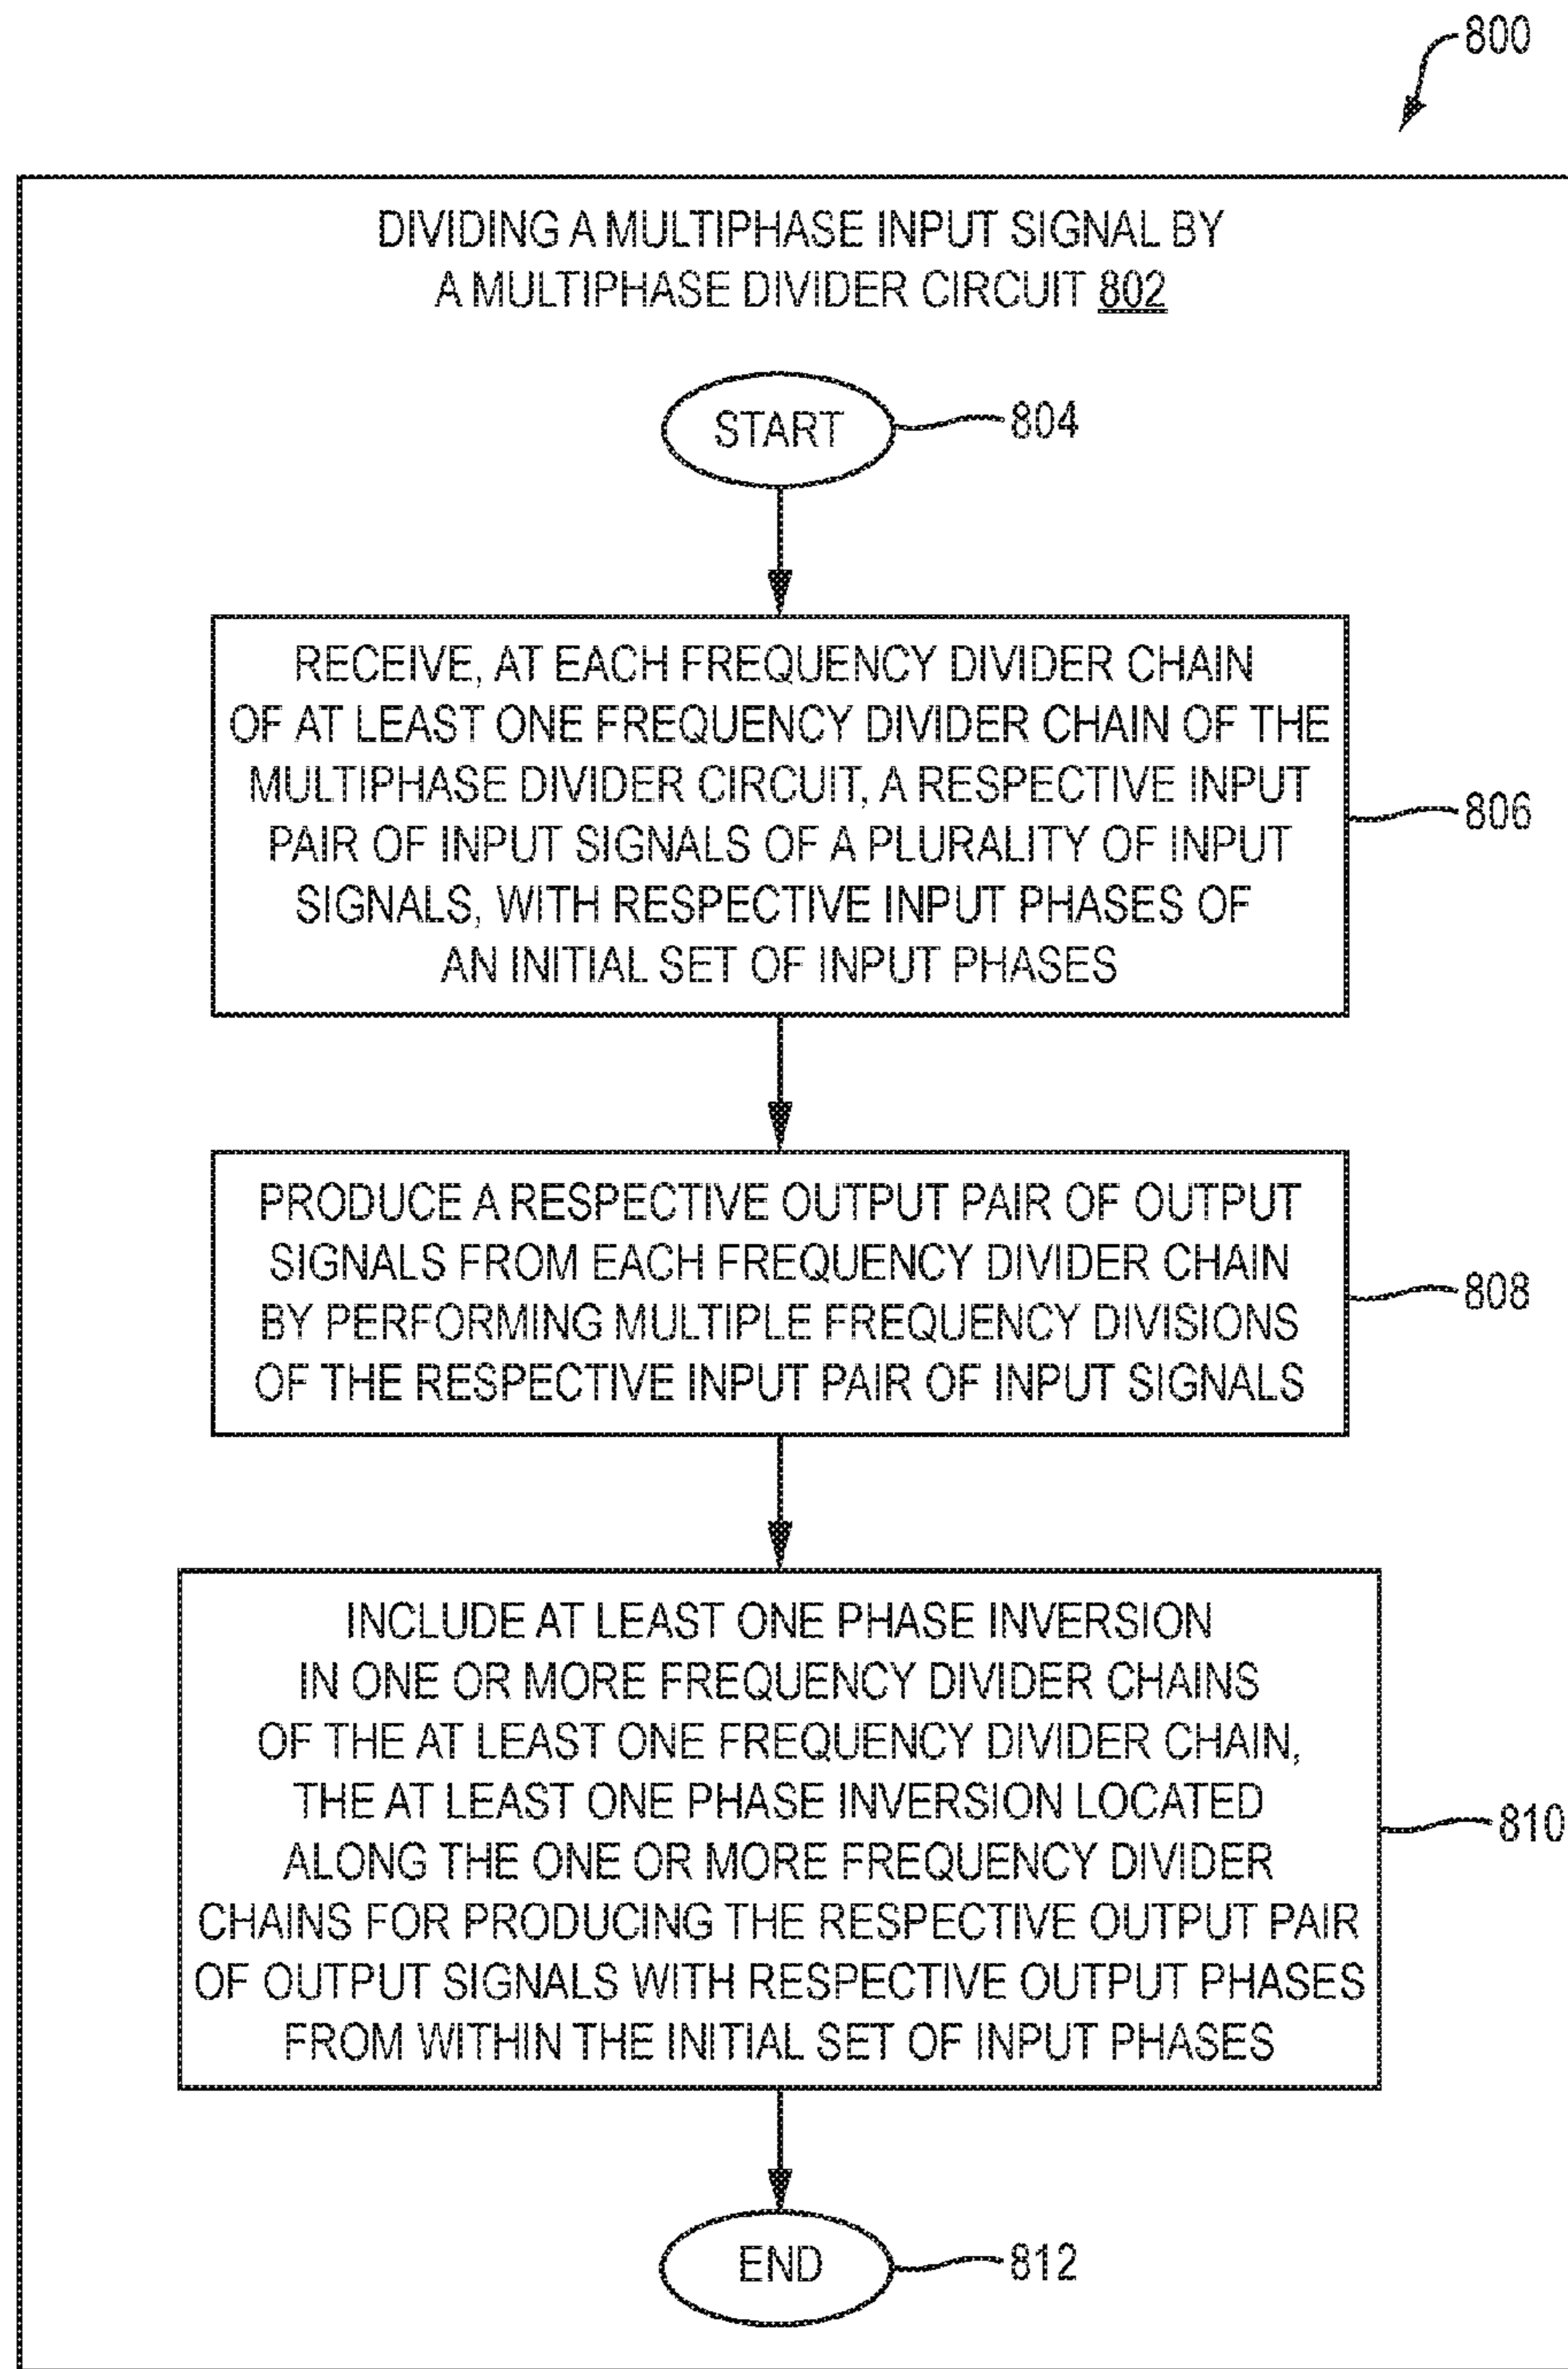 800
DIVIDING A MULTIPHASE INPUT SIGNAL BY
A MULTIPHASE DIVIDER CIRCUIT 802
START
804
RECEIVE, AT EACH FREQUENCY DIVIDER CHAIN
OF AT LEAST ONE FREQUENCY DIVIDER CHAIN OF THE
MULTIPHASE DIVIDER CIRCUIT, A RESPECTIVE INPUT
PAIR OF INPUT SIGNALS OF A PLURALITY OF INPUT
SIGNALS, WITH RESPECTIVE INPUT PHASES OF
AN INITIAL SET OF INPUT PHASES
806
PRODUCE A RESPECTIVE OUTPUT PAIR OF OUTPUT
SIGNALS FROM EACH FREQUENCY DIVIDER CHAIN
BY PERFORMING MULTIPLE FREQUENCY DIVISIONS
OF THE RESPECTIVE INPUT PAIR OF INPUT SIGNALS
808
INCLUDE AT LEAST ONE PHASE INVERSION
IN ONE OR MORE FREQUENCY DIVIDER CHAINS
OF THE AT LEAST ONE FREQUENCY DIVIDER CHAIN,
THE AT LEAST ONE PHASE INVERSION LOCATED
ALONG THE ONE OR MORE FREQUENCY DIVIDER
CHAINS FOR PRODUCING THE RESPECTIVE OUTPUT PAIR
OF OUTPUT SIGNALS WITH RESPECTIVE OUTPUT PHASES
FROM WITHIN THE INITIAL SET OF INPUT PHASES
810
END
812